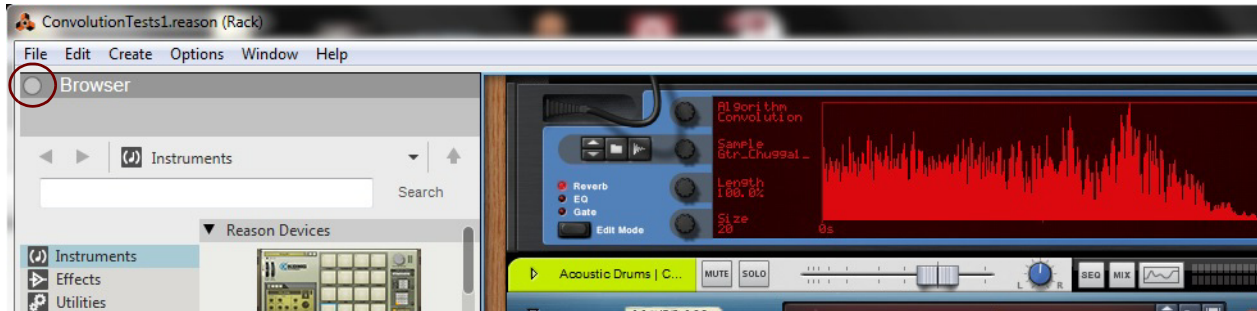 ConvolutionTests1.reason (Rack)
File Edit Create Options Window Help
Browser
Instruments
Search
Reason Devices
Instruments
Effects
Utilities
Algorithm
Convolution
Sample
Gtr_Chuggal_
Length
100.0%
Size
20
0s
Reverb
EQ
Gate
Edit Mode
Acoustic Drums | C... MUTE SOLO L R SEQ MIX